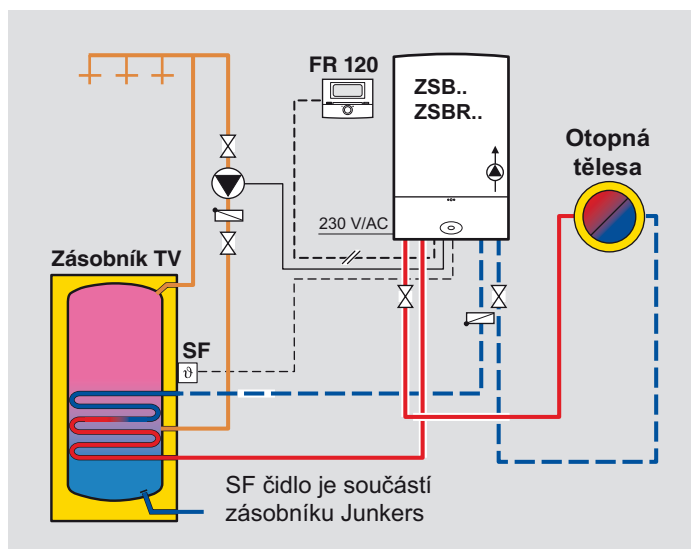 FR 120
ZSB..
ZSBR..
Otopná
tělesa
230 V/AC
Zásobník TV
SF
ϑ
SF čidlo je součástí
zásobníku Junkers